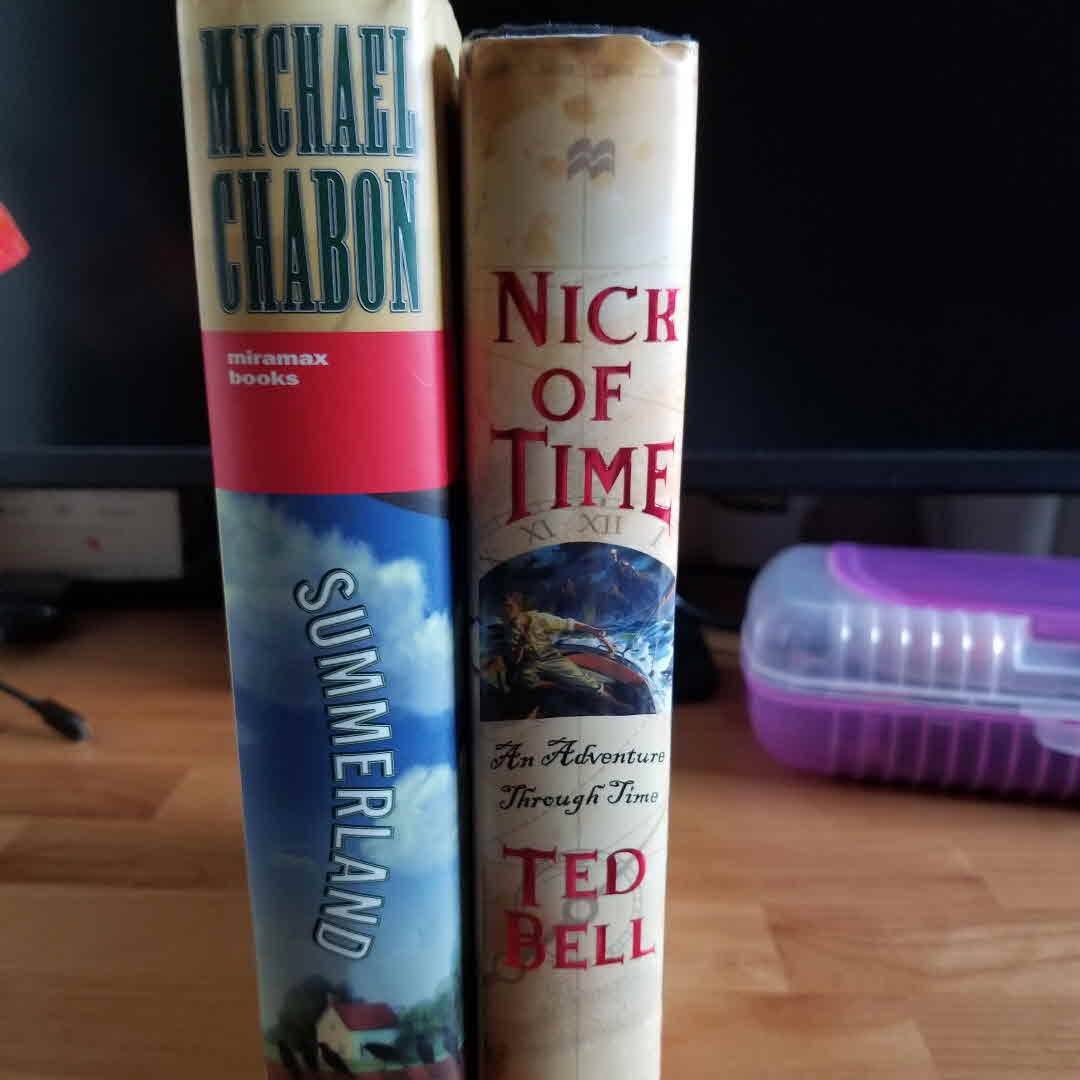 MICHAEL
CHABON
miramax
books
SUMMERLAND
NICK
OF
TIME
XI XII I
An Adventure
Through Time
TED
BELL